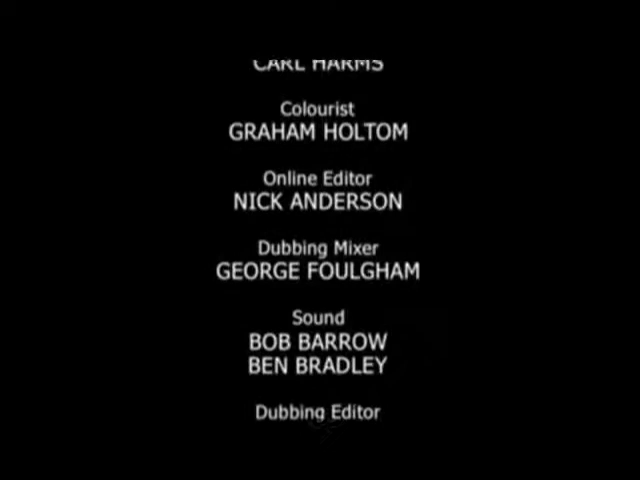 CARL HARMS
Colourist
GRAHAM HOLTOM
Online Editor
NICK ANDERSON
Dubbing Mixer
GEORGE FOULGHAM
Sound
BOB BARROW
BEN BRADLEY
Dubbing Editor